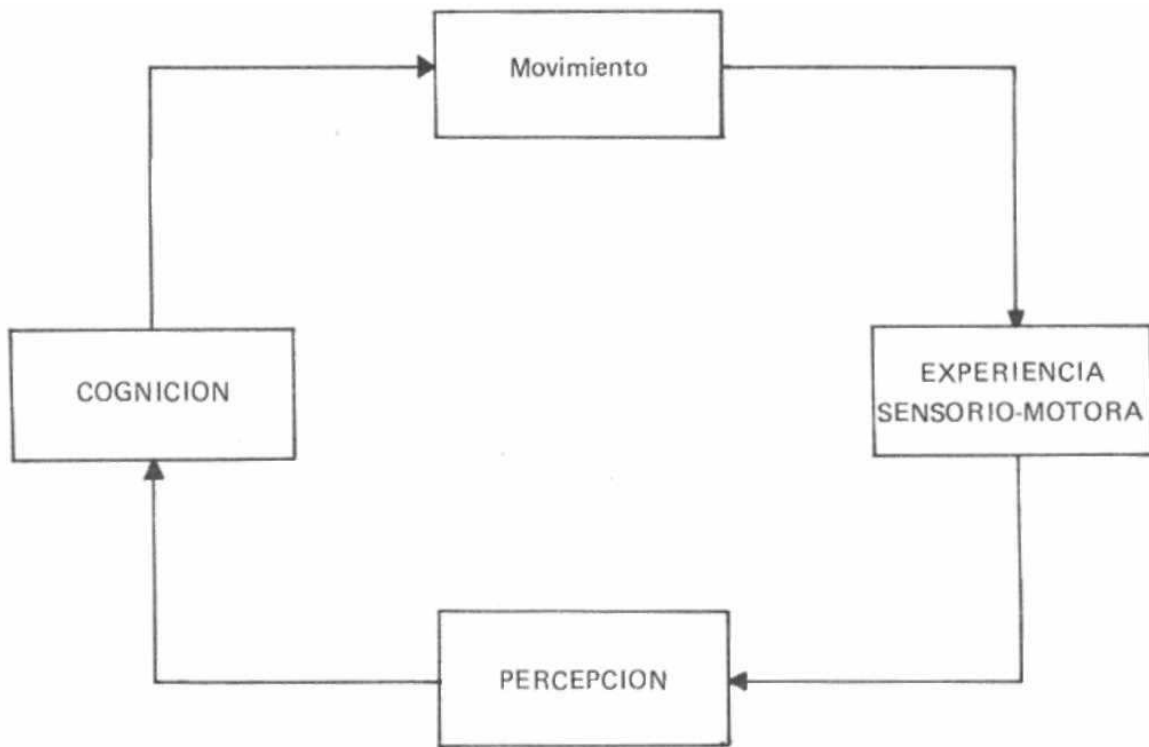 Movimiento
COGNICION
EXPERIENCIA
SENSORIO-MOTORA
PERCEPCION